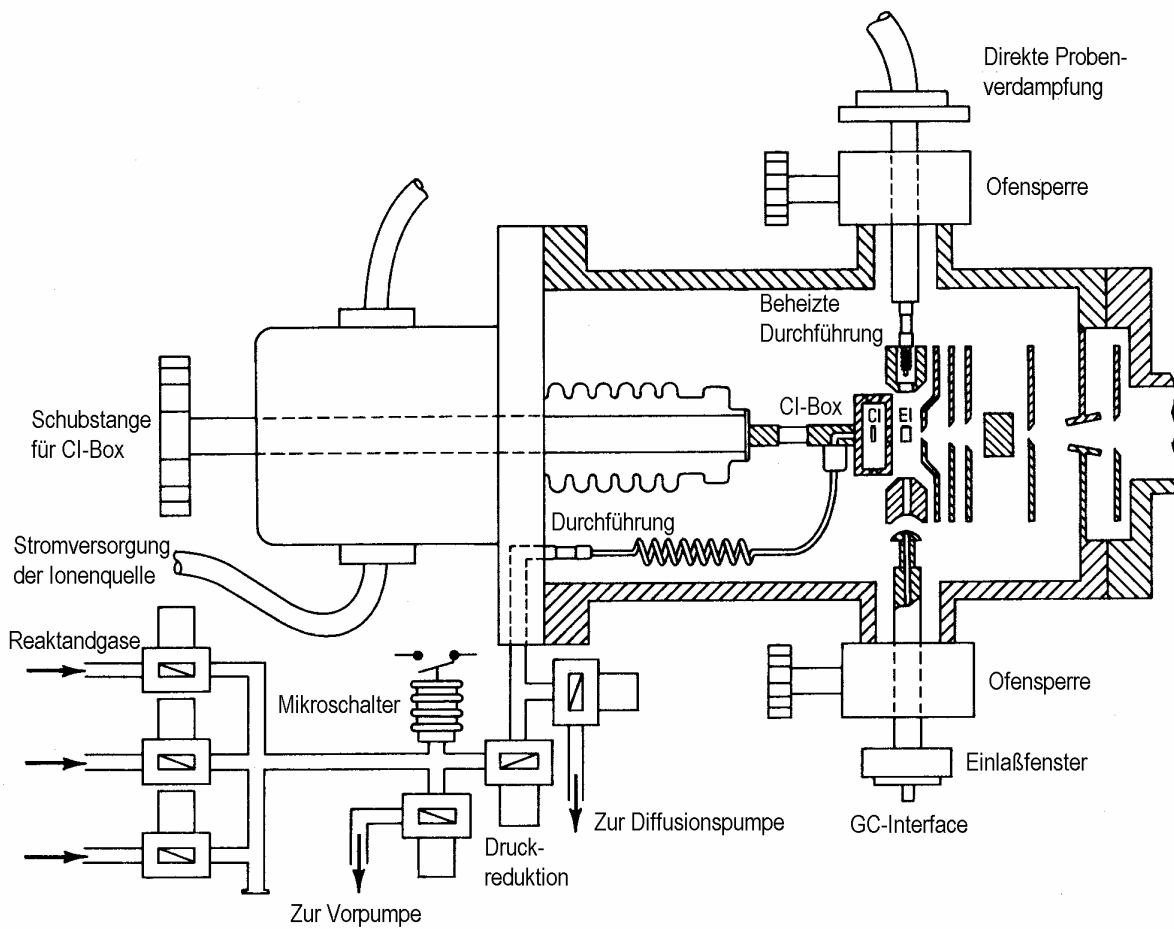 Direkte Proben-
verdampfung
Ofensperre
Beheizte
Durchführung
CI-Box
CI
EI
Schubstange
für CI-Box
Durchführung
Stromversorgung
der Ionenquelle
Reaktandgase
Mikroschalter
Ofensperre
Einlaßfenster
GC-Interface
Zur Diffusionspumpe
Druck-
reduktion
Zur Vorpumpe